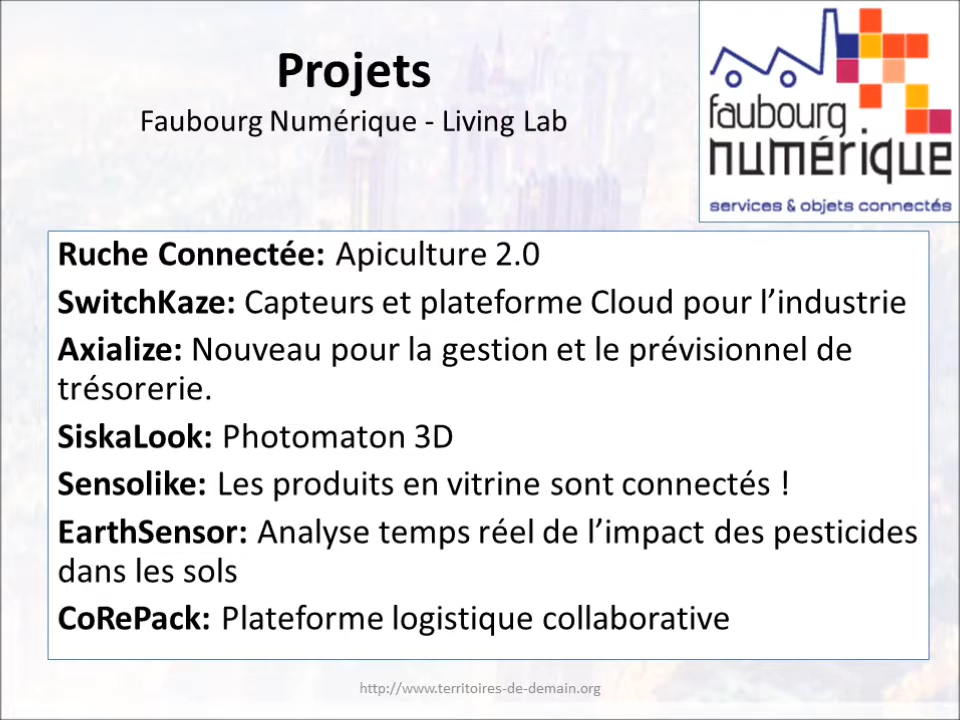 Projets
Faubourg Numérique - Living Lab
faubourg
numérique
services & objets connectés
Ruche Connectée: Apiculture 2.0
SwitchKaze: Capteurs et plateforme Cloud pour l’industrie
Axialize: Nouveau pour la gestion et le prévisionnel de
trésorerie.
SiskaLook: Photomaton 3D
Sensolike: Les produits en vitrine sont connectés !
EarthSensor: Analyse temps réel de l’impact des pesticides
dans les sols
CoRePack: Plateforme logistique collaborative
http://www.territoires-de-demain.org